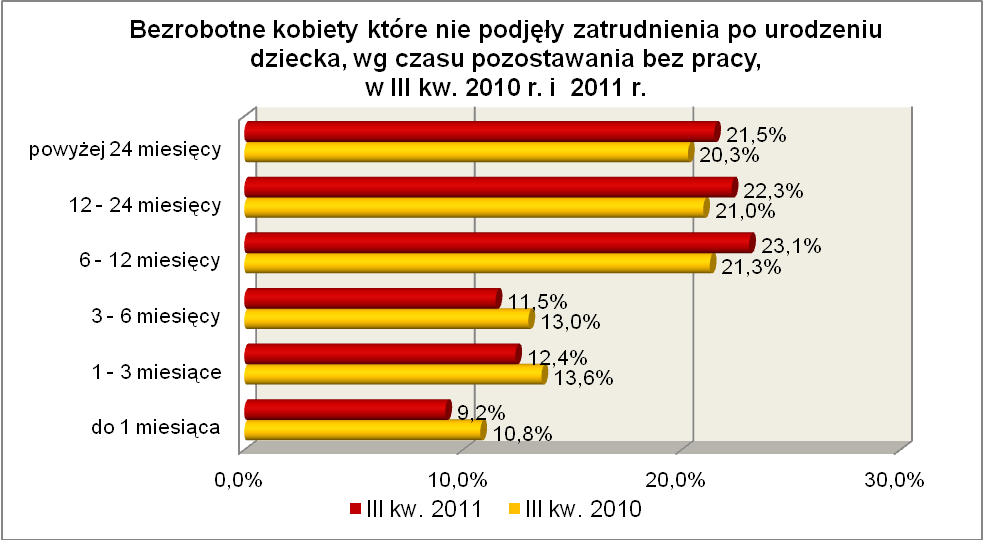 Bezrobotne kobiety które nie podjęły zatrudnienia po urodzeniu
dziecka, wg czasu pozostawania bez pracy,
w III kw. 2010 r. i  2011 r.
powyżej 24 miesięcy
21,5%
20,3%
12 - 24 miesięcy
22,3%
21,0%
6 - 12 miesięcy
23,1%
21,3%
3 - 6 miesięcy
11,5%
13,0%
1 - 3 miesiące
12,4%
13,6%
do 1 miesiąca
9,2%
10,8%
0,0% 10,0% 20,0% 30,0%
III kw. 2011 III kw. 2010